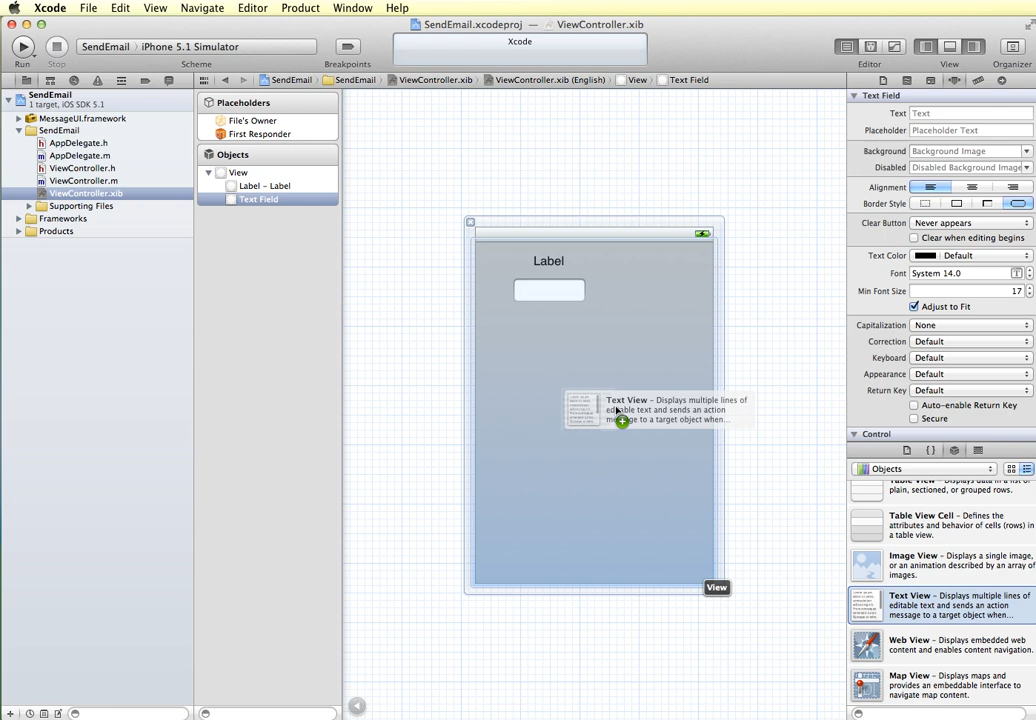 Xcode File Edit View Navigate Editor Product Window Help
SendEmail.xcodeproj — ViewController.xib
SendEmail iPhone 5.1 Simulator
Xcode
Run Stop Scheme Breakpoints Editor View Organizer
SendEmail SendEmail ViewController.xib ViewController.xib (English) View Text Field
SendEmail
1 target, iOS SDK 5.1
MessageUI.framework
SendEmail
AppDelegate.h
AppDelegate.m
ViewController.h
ViewController.m
ViewController.xib
Supporting Files
Frameworks
Products
Placeholders
File's Owner
First Responder
Objects
View
Label – Label
Text Field
Label
Text View – Displays multiple lines of
editable text and sends an action
message to a target object when...
View
Text Field
Text Text
Placeholder Placeholder Text
Background Background Image
Disabled Disabled Background Image
Alignment
Border Style
Clear Button Never appears
Clear when editing begins
Text Color Default
Font System 14.0
Min Font Size 17
Adjust to Fit
Capitalization None
Correction Default
Keyboard Default
Appearance Default
Return Key Default
Auto-enable Return Key
Secure
Control
Objects
Table View – Displays data in a list of
plain, sectioned, or grouped rows.
Table View Cell – Defines the
attributes and behavior of cells (rows) in
a table view.
Image View – Displays a single image,
or an animation described by an array of
images.
Text View – Displays multiple lines of
editable text and sends an action
message to a target object when...
Web View – Displays embedded web
content and enables content navigation.
Map View – Displays maps and
provides an embeddable interface to
navigate map content.